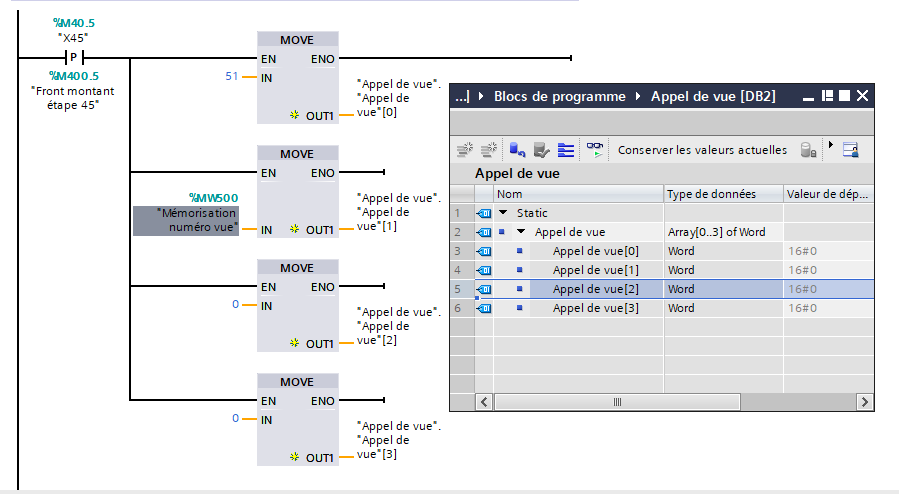 %M40.5
"X45"
P
%M400.5
"Front montant
étape 45"
MOVE
EN ENO
51 IN
OUT1
"Appel de vue".
"Appel de
vue"[0]
MOVE
EN ENO
%MW500
"Mémorisation
numéro vue"
IN OUT1
"Appel de vue".
"Appel de
vue"[1]
MOVE
EN ENO
0 IN
OUT1
"Appel de vue".
"Appel de
vue"[2]
MOVE
EN ENO
0 IN
OUT1
"Appel de vue".
"Appel de
vue"[3]
...| Blocs de programme Appel de vue [DB2]
Conserver les valeurs actuelles
Appel de vue
Nom Type de données Valeur de dép...
1 Static
2 Appel de vue Array[0..3] of Word
3 Appel de vue[0] Word 16#0
4 Appel de vue[1] Word 16#0
5 Appel de vue[2] Word 16#0
6 Appel de vue[3] Word 16#0